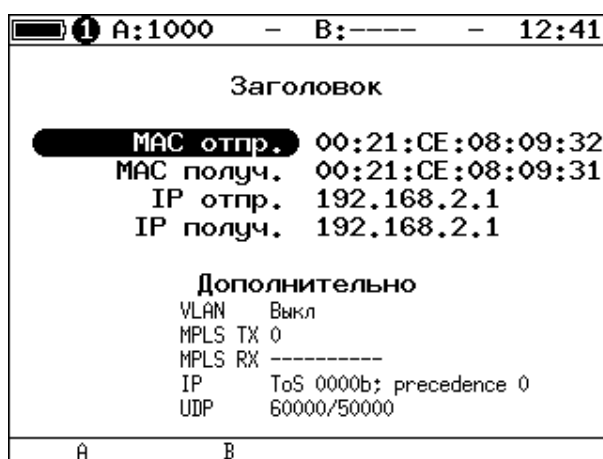 1 A:1000 – B:---- – 12:41
Заголовок
MAC отпр. 00:21:CE:08:09:32
MAC получ. 00:21:CE:08:09:31
IP отпр. 192.168.2.1
IP получ. 192.168.2.1
Дополнительно
VLAN Выкл
MPLS TX 0
MPLS RX ----------
IP ToS 0000b; precedence 0
UDP 60000/50000
A B